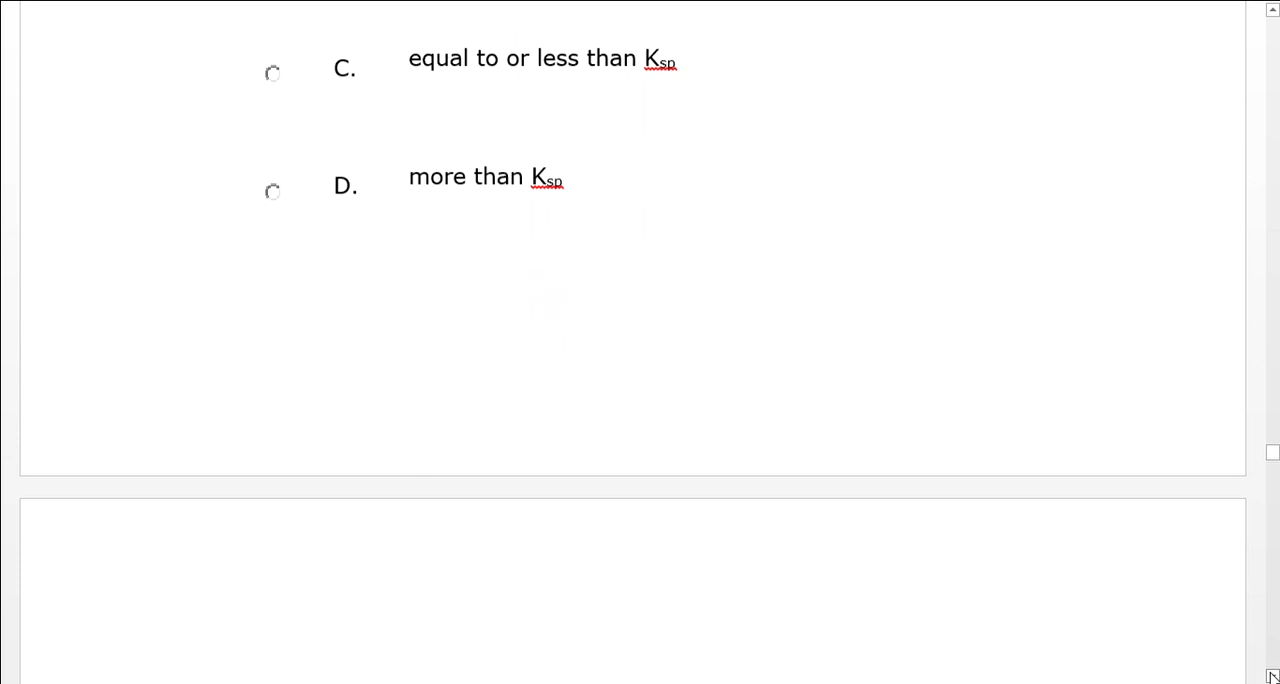 C. equal to or less than Ksp
D. more than Ksp